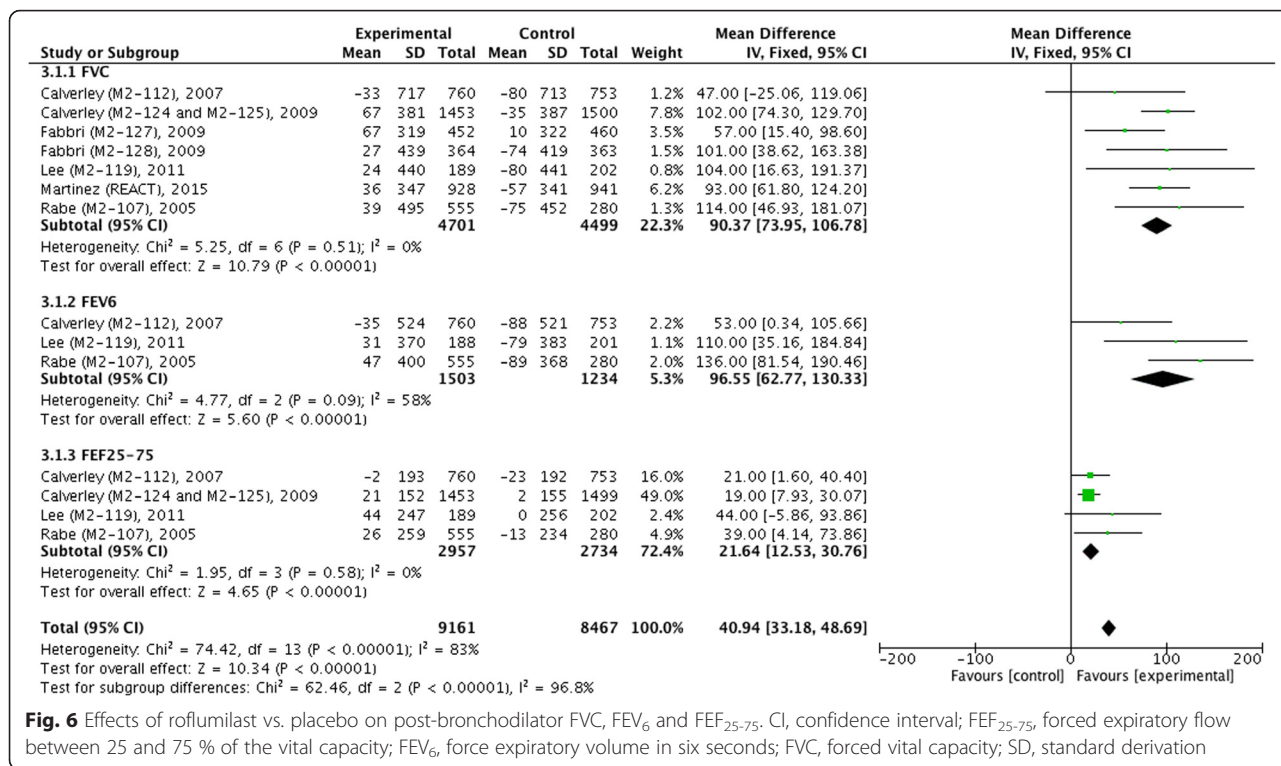 Experimental Control Mean Difference Mean Difference
Study or Subgroup Mean SD Total Mean SD Total Weight IV, Fixed, 95% CI IV, Fixed, 95% CI
3.1.1 FVC
Calverley (M2-112), 2007 -33 717 760 -80 713 753 1.2% 47.00 [-25.06, 119.06]
Calverley (M2-124 and M2-125), 2009 67 381 1453 -35 387 1500 7.8% 102.00 [74.30, 129.70]
Fabbri (M2-127), 2009 67 319 452 10 322 460 3.5% 57.00 [15.40, 98.60]
Fabbri (M2-128), 2009 27 439 364 -74 419 363 1.5% 101.00 [38.62, 163.38]
Lee (M2-119), 2011 24 440 189 -80 441 202 0.8% 104.00 [16.63, 191.37]
Martinez (REACT), 2015 36 347 928 -57 341 941 6.2% 93.00 [61.80, 124.20]
Rabe (M2-107), 2005 39 495 555 -75 452 280 1.3% 114.00 [46.93, 181.07]
Subtotal (95% CI) 4701 4499 22.3% 90.37 [73.95, 106.78]
Heterogeneity: Chi² = 5.25, df = 6 (P = 0.51); I² = 0%
Test for overall effect: Z = 10.79 (P < 0.00001)
3.1.2 FEV6
Calverley (M2-112), 2007 -35 524 760 -88 521 753 2.2% 53.00 [0.34, 105.66]
Lee (M2-119), 2011 31 370 188 -79 383 201 1.1% 110.00 [35.16, 184.84]
Rabe (M2-107), 2005 47 400 555 -89 368 280 2.0% 136.00 [81.54, 190.46]
Subtotal (95% CI) 1503 1234 5.3% 96.55 [62.77, 130.33]
Heterogeneity: Chi² = 4.77, df = 2 (P = 0.09); I² = 58%
Test for overall effect: Z = 5.60 (P < 0.00001)
3.1.3 FEF25-75
Calverley (M2-112), 2007 -2 193 760 -23 192 753 16.0% 21.00 [1.60, 40.40]
Calverley (M2-124 and M2-125), 2009 21 152 1453 2 155 1499 49.0% 19.00 [7.93, 30.07]
Lee (M2-119), 2011 44 247 189 0 256 202 2.4% 44.00 [-5.86, 93.86]
Rabe (M2-107), 2005 26 259 555 -13 234 280 4.9% 39.00 [4.14, 73.86]
Subtotal (95% CI) 2957 2734 72.4% 21.64 [12.53, 30.76]
Heterogeneity: Chi² = 1.95, df = 3 (P = 0.58); I² = 0%
Test for overall effect: Z = 4.65 (P < 0.00001)
Total (95% CI) 9161 8467 100.0% 40.94 [33.18, 48.69]
Heterogeneity: Chi² = 74.42, df = 13 (P < 0.00001); I² = 83%
Test for overall effect: Z = 10.34 (P < 0.00001)
Test for subgroup differences: Chi² = 62.46, df = 2 (P < 0.00001), I² = 96.8%
-200 -100 0 100 200
Favours [control] Favours [experimental]
Fig. 6 Effects of roflumilast vs. placebo on post-bronchodilator FVC, FEV6 and FEF25-75. CI, confidence interval; FEF25-75, forced expiratory flow
between 25 and 75 % of the vital capacity; FEV6, force expiratory volume in six seconds; FVC, forced vital capacity; SD, standard derivation